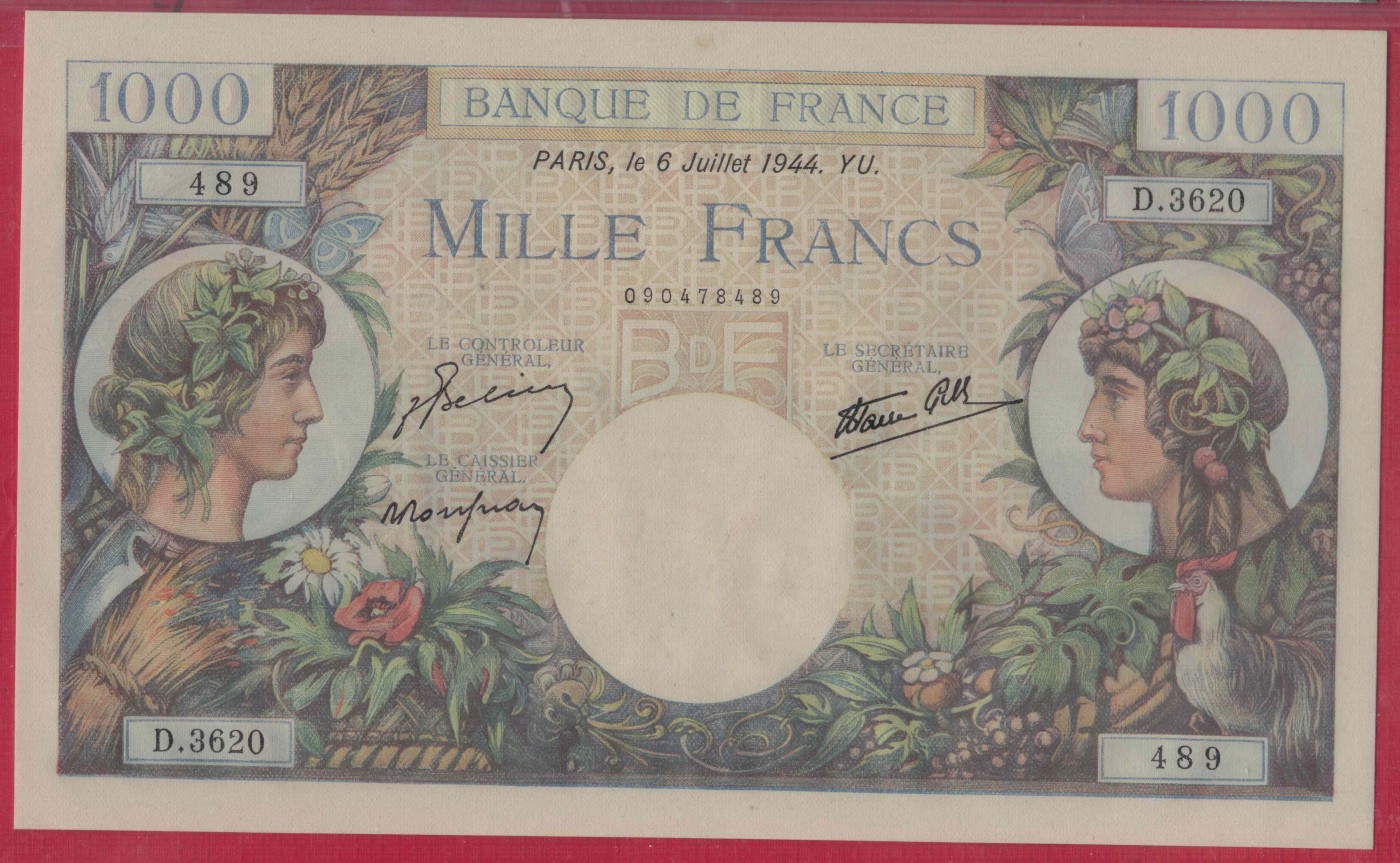 1000
BANQUE DE FRANCE
1000
PARIS, le 6 Juillet 1944. YU.
489
D.3620
MILLE FRANCS
090478489
BDF
LE CONTROLEUR
GÉNÉRAL,
LE SECRÉTAIRE
GÉNÉRAL,
LE CAISSIER
GÉNÉRAL.
D.3620
489